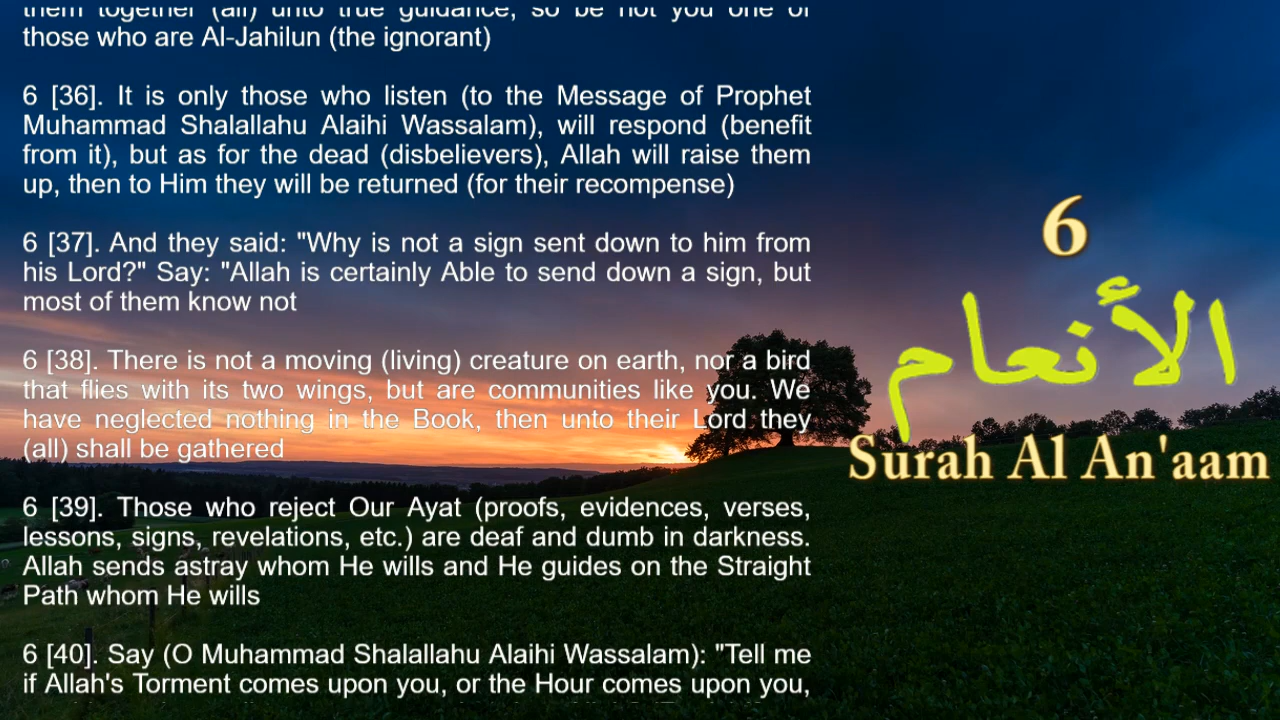 them together (all) unto true guidance, so be not you one of
those who are Al-Jahilun (the ignorant)
6 [36]. It is only those who listen (to the Message of Prophet
Muhammad Shalallahu Alaihi Wassalam), will respond (benefit
from it), but as for the dead (disbelievers), Allah will raise them
up, then to Him they will be returned (for their recompense)
6 [37]. And they said: "Why is not a sign sent down to him from
his Lord?" Say: "Allah is certainly Able to send down a sign, but
most of them know not
6 [38]. There is not a moving (living) creature on earth, nor a bird
that flies with its two wings, but are communities like you. We
have neglected nothing in the Book, then unto their Lord they
(all) shall be gathered
6 [39]. Those who reject Our Ayat (proofs, evidences, verses,
lessons, signs, revelations, etc.) are deaf and dumb in darkness.
Allah sends astray whom He wills and He guides on the Straight
Path whom He wills
6 [40]. Say (O Muhammad Shalallahu Alaihi Wassalam): "Tell me
if Allah's Torment comes upon you, or the Hour comes upon you,
6
الأنعام
Surah Al An'aam